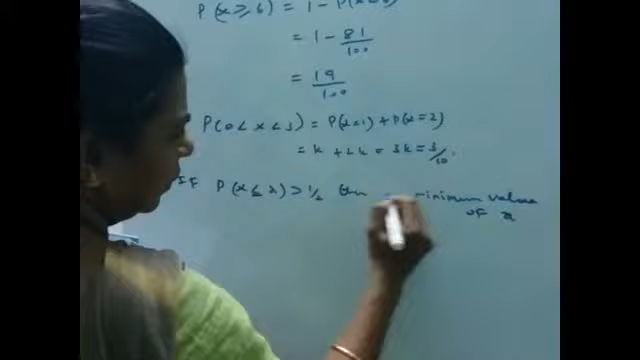 P(x≥6) = 1 - P(x<6)
= 1 - 81/100
= 19/100
P(0<x<3) = P(x=1) + P(x=2)
= k + 2k = 3k = 3/10.
If P(x≤a) > 1/2 then minimum value
of a